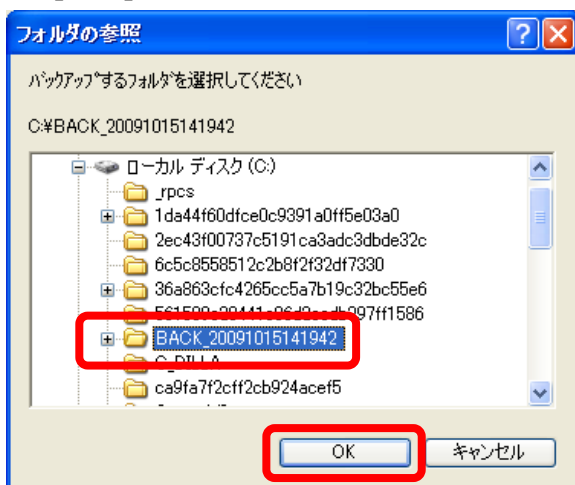 フォルダの参照
バックアップするフォルダを選択してください
C:¥BACK_20091015141942
ローカル ディスク (C:)
_rpcs
1da44f60dfce0c9391a0ff5e03a0
2ec43f00737c5191ca3adc3dbde32c
6c5c8558512c2b8f2f32df7330
36a863cfc4265cc5a7b19c32bc55e6
BACK_20091015141942
C_DILLA
ca9fa7f2cff2cb924acef5
OK キャンセル